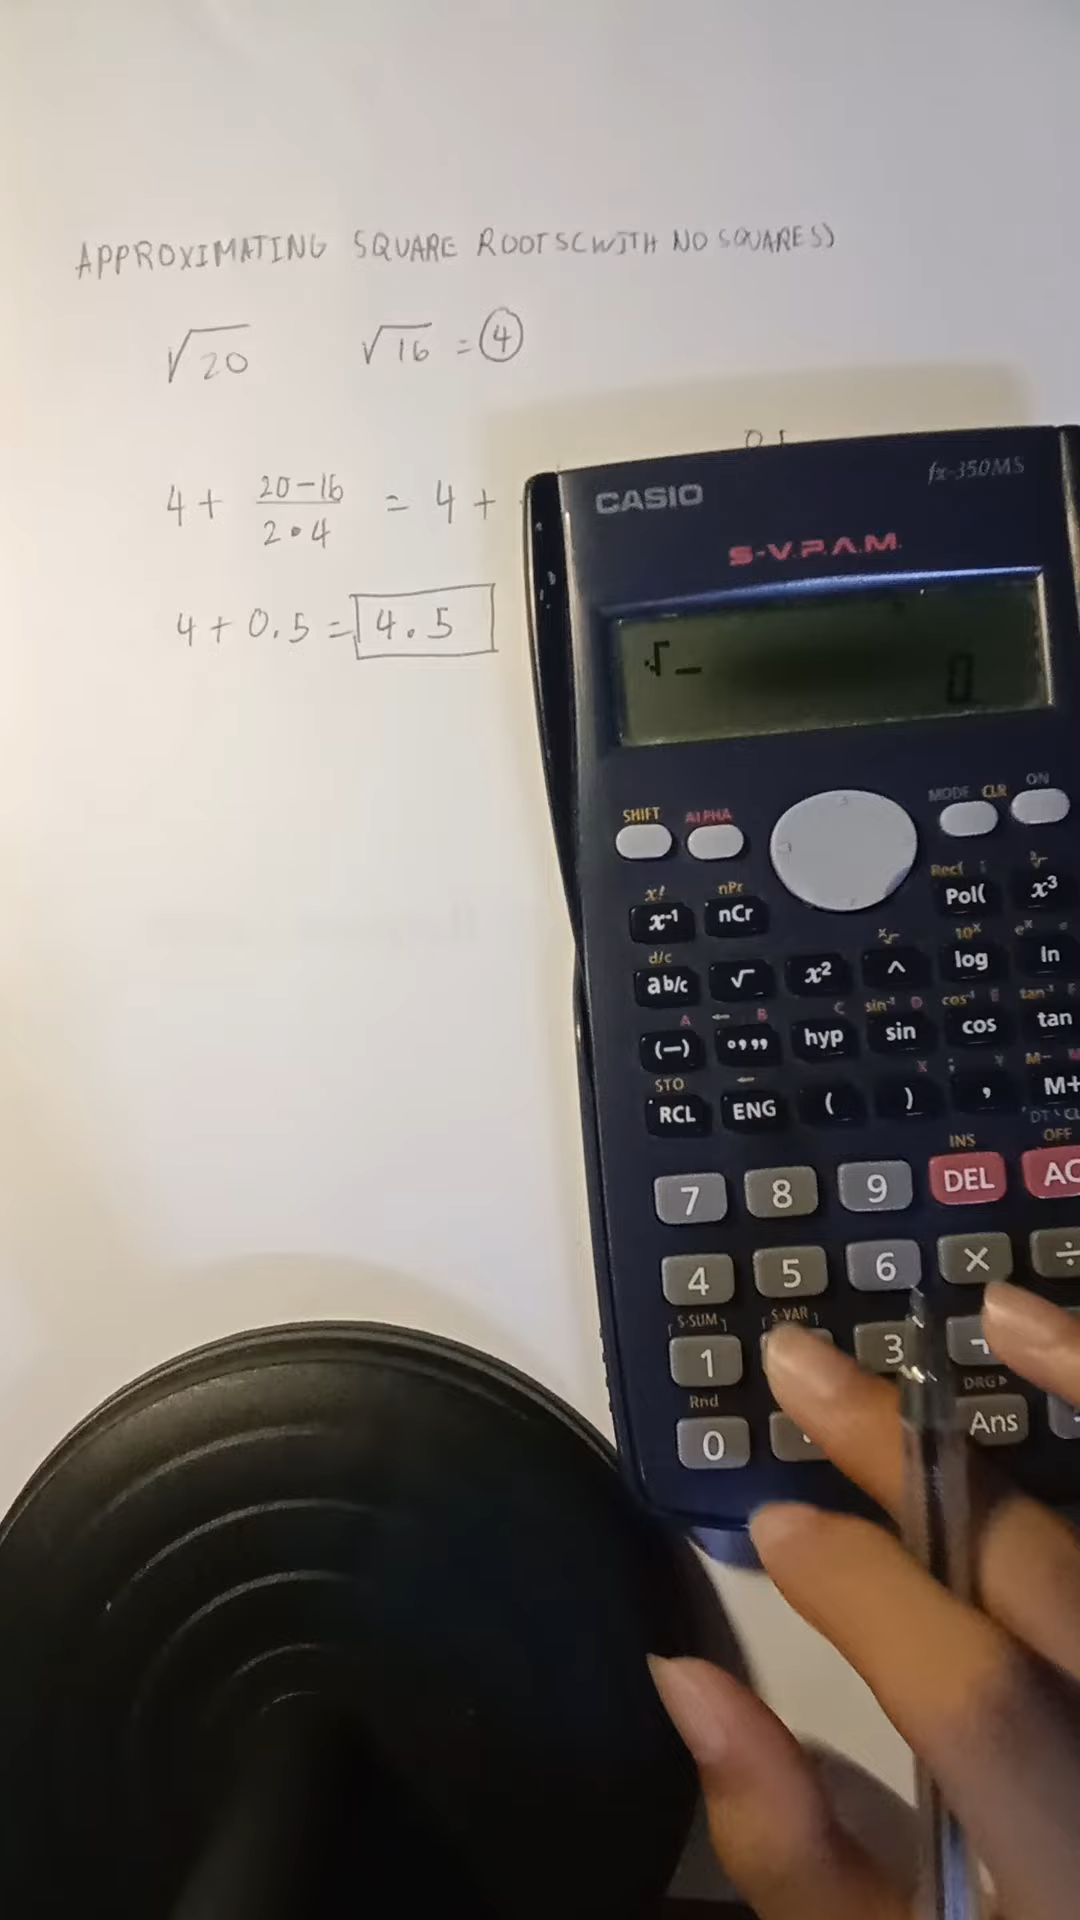 APPROXIMATING SQUARE ROOTS(WITH NO SQUARES)
√20 √16 = 4
4 + 20-16 / 2•4 = 4 +
4 + 0.5 = 4.5
CASIO fx-350MS
S-V.P.A.M.
√_ 0
SHIFT ALPHA MODE CLR ON
x! nPr Rec( : ³√
x⁻¹ nCr Pol( x³
d/c ˣ√ 10ˣ eˣ e
ab/c √ x² ^ log ln
A ← B C sin⁻¹ D cos⁻¹ E tan⁻¹ F
(-) °,,, hyp sin cos tan
STO ← X ; Y M- M
RCL ENG ( ) , M+
DT CL
INS OFF
7 8 9 DEL AC
4 5 6 × ÷
S-SUM S-VAR
1 3
Rnd DRG▶
0 Ans